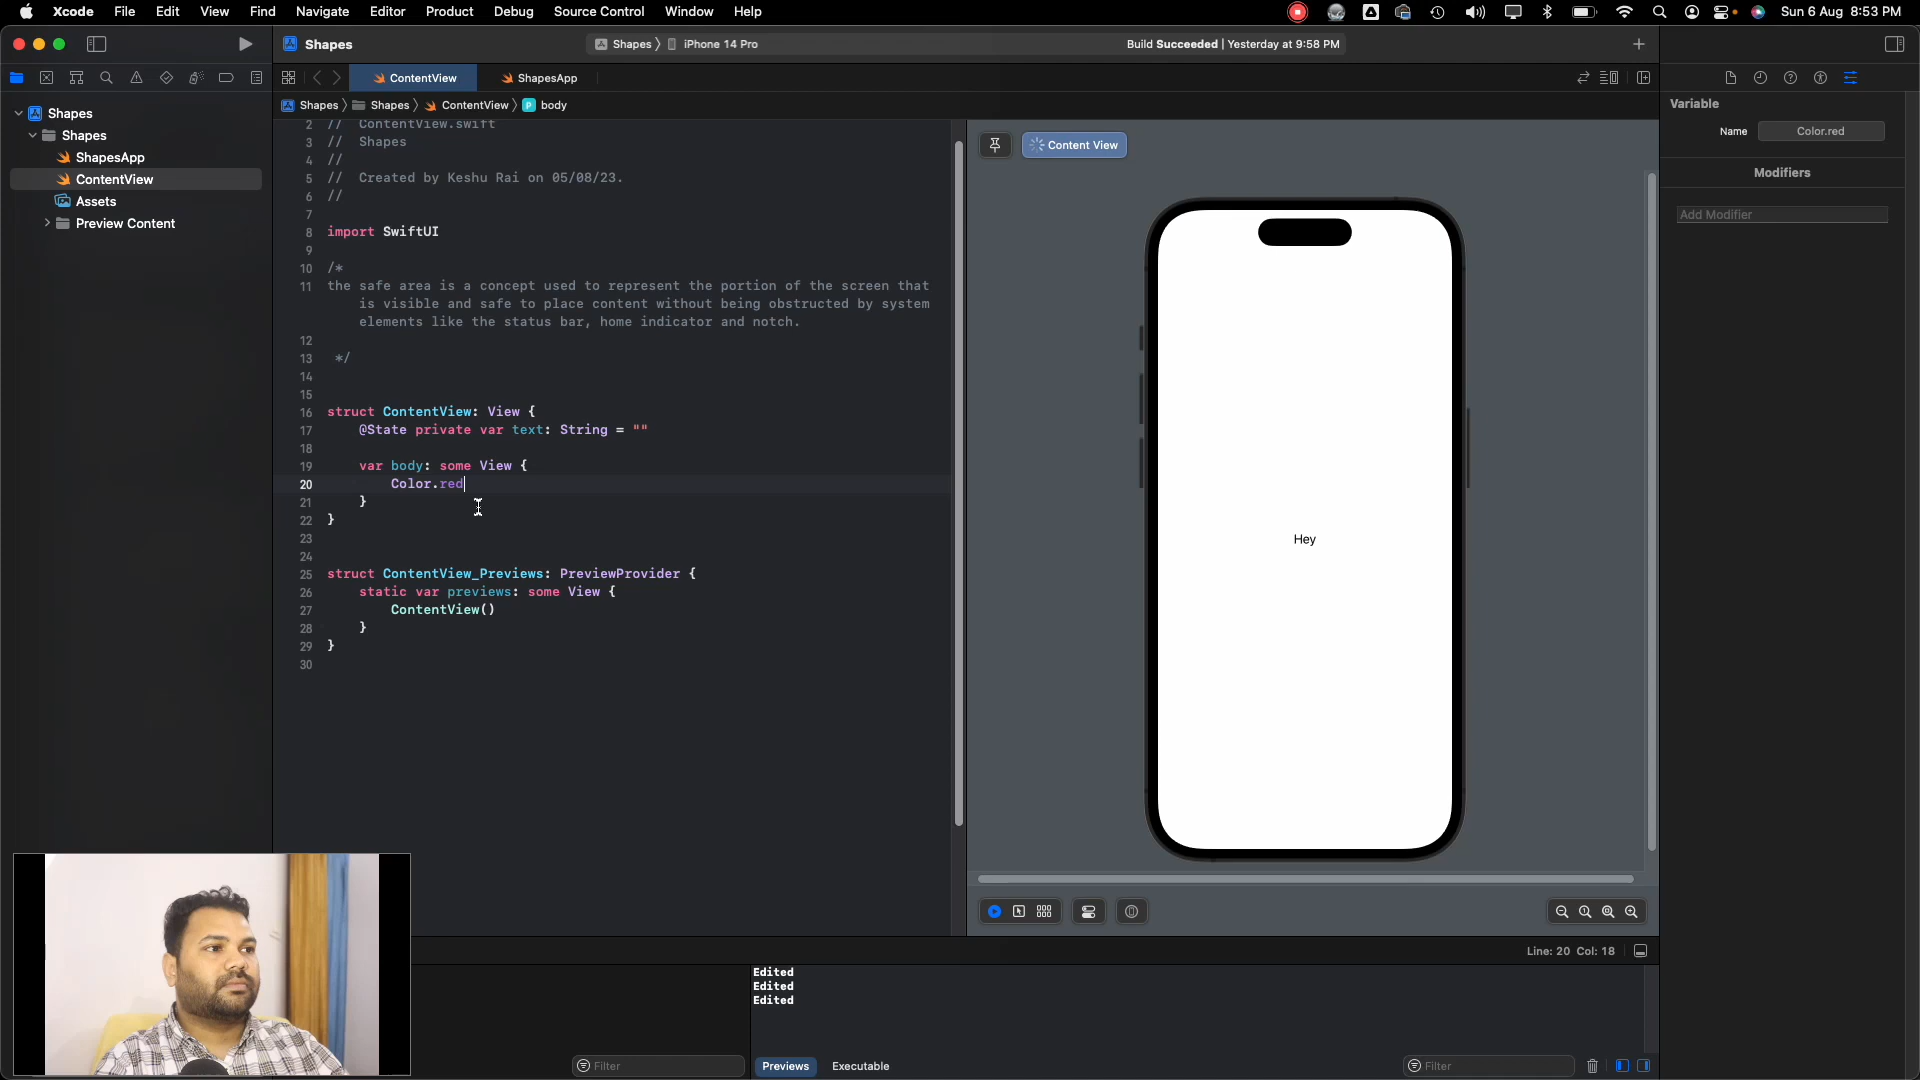 Xcode File Edit View Find Navigate Editor Product Debug Source Control Window Help Sun 6 Aug 8:53 PM
Shapes Shapes 〉 iPhone 14 Pro Build Succeeded | Yesterday at 9:58 PM
ContentView ShapesApp
Shapes 〉 Shapes 〉 ContentView 〉 P body
Shapes
Shapes
ShapesApp
ContentView
Assets
Preview Content
2 // ContentView.swift
3 // Shapes
4 //
5 // Created by Keshu Rai on 05/08/23.
6 //
7
8 import SwiftUI
9
10 /*
11 the safe area is a concept used to represent the portion of the screen that
is visible and safe to place content without being obstructed by system
elements like the status bar, home indicator and notch.
12
13 */
14
15
16 struct ContentView: View {
17 @State private var text: String = ""
18
19 var body: some View {
20 Color.red
21 }
22 }
23
24
25 struct ContentView_Previews: PreviewProvider {
26 static var previews: some View {
27 ContentView()
28 }
29 }
30
Content View
Hey
Variable
Name Color.red
Modifiers
Add Modifier
Line: 20 Col: 18
Edited
Edited
Edited
Filter Previews Executable Filter